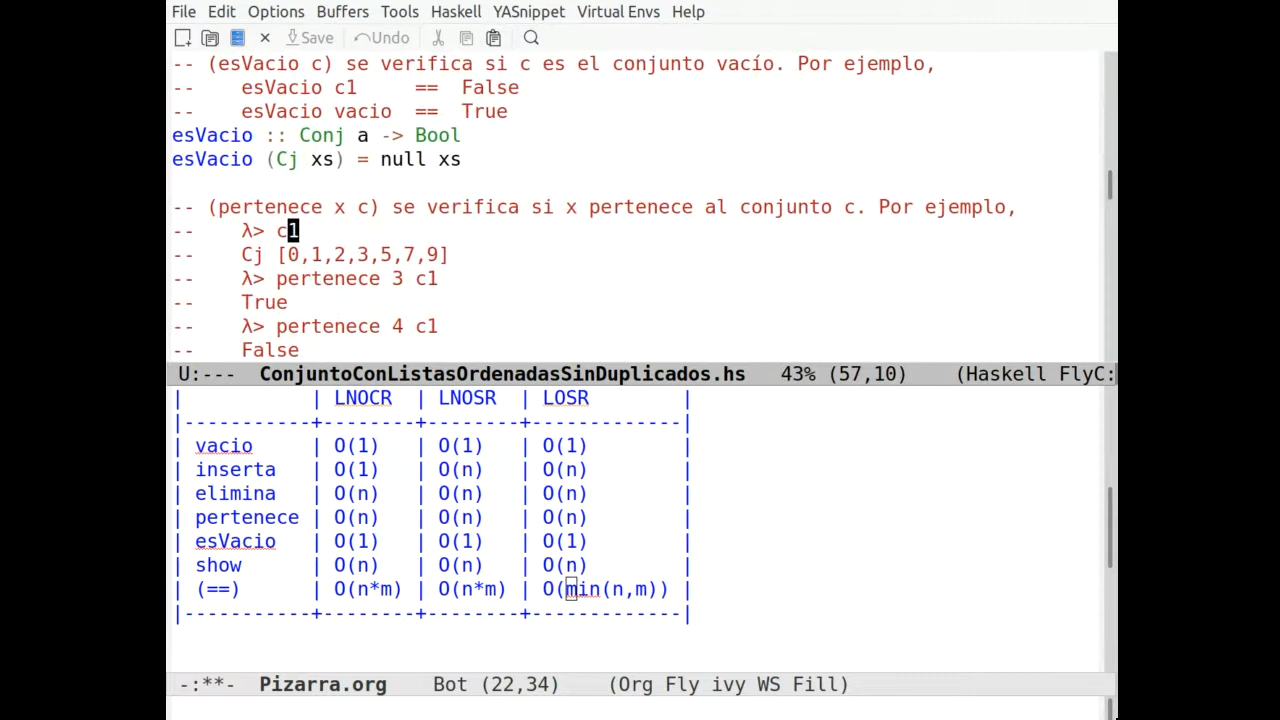 File Edit Options Buffers Tools Haskell YASnippet Virtual Envs Help
Save Undo
-- (esVacio c) se verifica si c es el conjunto vacío. Por ejemplo,
-- esVacio c1 == False
-- esVacio vacio == True
esVacio :: Conj a -> Bool
esVacio (Cj xs) = null xs
-- (pertenece x c) se verifica si x pertenece al conjunto c. Por ejemplo,
-- λ> c1
-- Cj [0,1,2,3,5,7,9]
-- λ> pertenece 3 c1
-- True
-- λ> pertenece 4 c1
-- False
U:--- ConjuntoConListasOrdenadasSinDuplicados.hs 43% (57,10) (Haskell FlyC:
| | LNOCR | LNOSR | LOSR |
|-----------+--------+--------+-------------|
| vacio | O(1) | O(1) | O(1) |
| inserta | O(1) | O(n) | O(n) |
| elimina | O(n) | O(n) | O(n) |
| pertenece | O(n) | O(n) | O(n) |
| esVacio | O(1) | O(1) | O(1) |
| show | O(n) | O(n) | O(n) |
| (==) | O(n*m) | O(n*m) | O(min(n,m)) |
|-----------+--------+--------+-------------|
-:**- Pizarra.org Bot (22,34) (Org Fly ivy WS Fill)